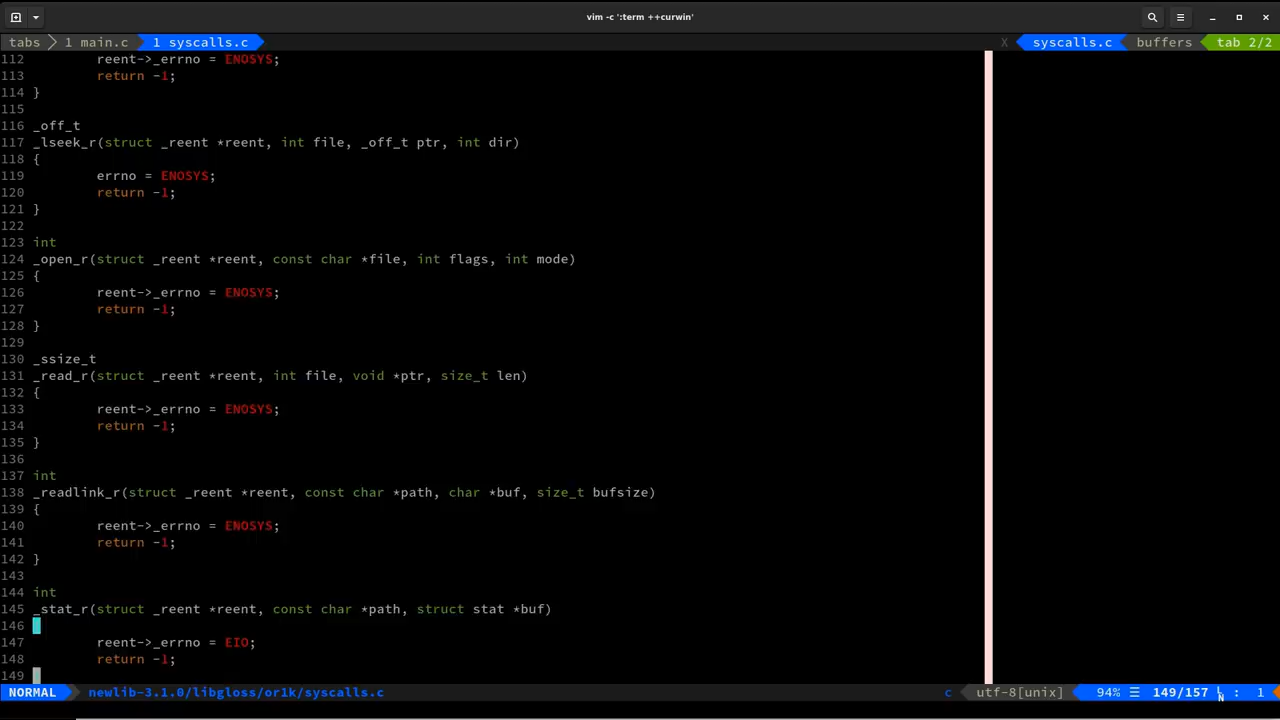 vim -c ':term ++curwin'
tabs 1 main.c 1 syscalls.c X syscalls.c buffers tab 2/2
112 reent->_errno = ENOSYS;
113 return -1;
114 }
115
116 _off_t
117 _lseek_r(struct _reent *reent, int file, _off_t ptr, int dir)
118 {
119 errno = ENOSYS;
120 return -1;
121 }
122
123 int
124 _open_r(struct _reent *reent, const char *file, int flags, int mode)
125 {
126 reent->_errno = ENOSYS;
127 return -1;
128 }
129
130 _ssize_t
131 _read_r(struct _reent *reent, int file, void *ptr, size_t len)
132 {
133 reent->_errno = ENOSYS;
134 return -1;
135 }
136
137 int
138 _readlink_r(struct _reent *reent, const char *path, char *buf, size_t bufsize)
139 {
140 reent->_errno = ENOSYS;
141 return -1;
142 }
143
144 int
145 _stat_r(struct _reent *reent, const char *path, struct stat *buf)
146
147 reent->_errno = EIO;
148 return -1;
149
NORMAL newlib-3.1.0/libgloss/or1k/syscalls.c c utf-8[unix] 94% ☰ 149/157 ㏑ : 1